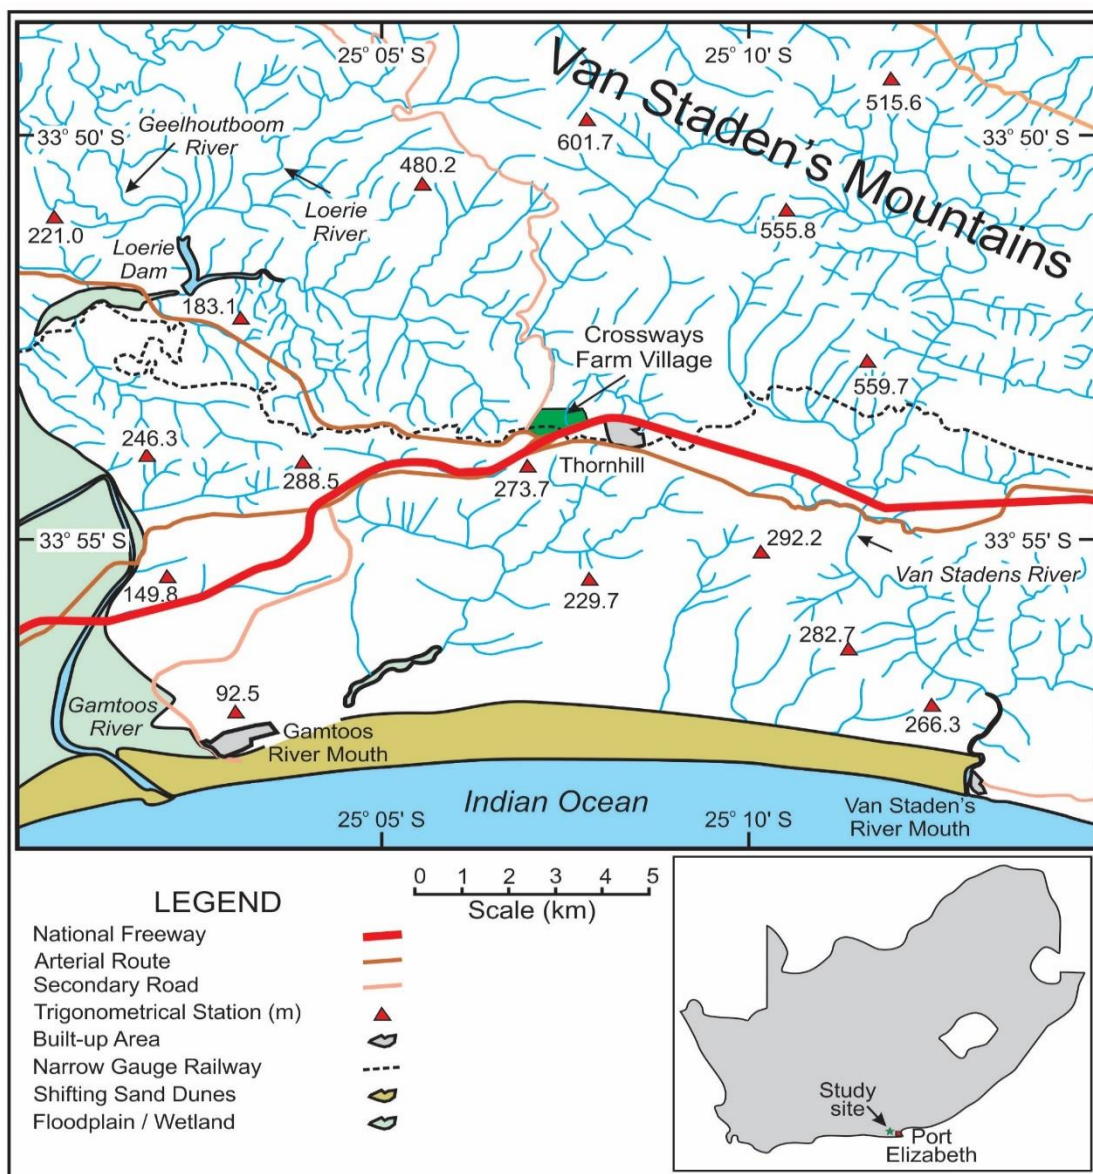 25° 05' S
25° 10' S
Van Staden's Mountains
515.6
601.7
33° 50' S
Geelhoutboom
River
33° 50' S
480.2
Loerie
River
221.0
555.8
Loerie
Dam
183.1
Crossways
Farm Village
559.7
246.3
288.5
Thornhill
273.7
33° 55' S
292.2
33° 55' S
149.8
229.7
Van Stadens River
282.7
92.5
Gamtoos
River
266.3
Gamtoos
River Mouth
Indian Ocean
25° 05' S
25° 10' S
Van Staden's
River Mouth
0 1 2 3 4 5
Scale (km)
LEGEND
National Freeway
Arterial Route
Secondary Road
Trigonometrical Station (m)
Built-up Area
Narrow Gauge Railway
Shifting Sand Dunes
Floodplain / Wetland
Study
site
Port
Elizabeth